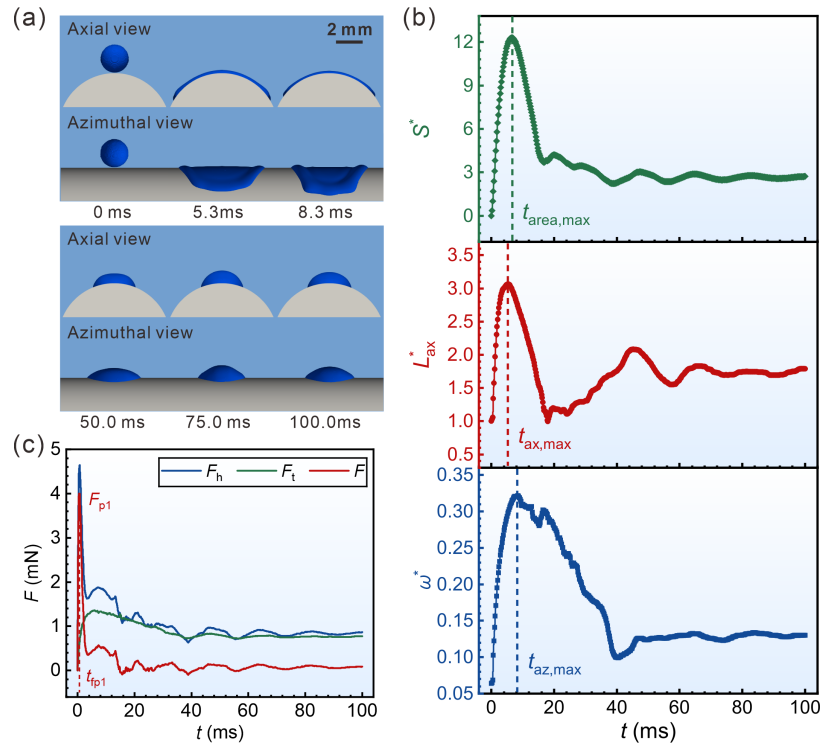 (a)
Axial view
2 mm
Azimuthal view
0 ms
5.3ms
8.3 ms
Axial view
Azimuthal view
50.0 ms
75.0 ms
100.0ms
(b)
12
9
6
3
0
S*
t_area,max
3.0
2.5
2.0
1.5
1.0
0.5
L*_ax
t_ax,max
0.35
0.30
0.25
0.20
0.15
0.10
0.05
ω*
t_az,max
0 20 40 60 80 100
t (ms)
(c)
F_h F_t F
5
4
3
2
1
0
F (mN)
F_p1
t_fp1
0 20 40 60 80 100
t (ms)